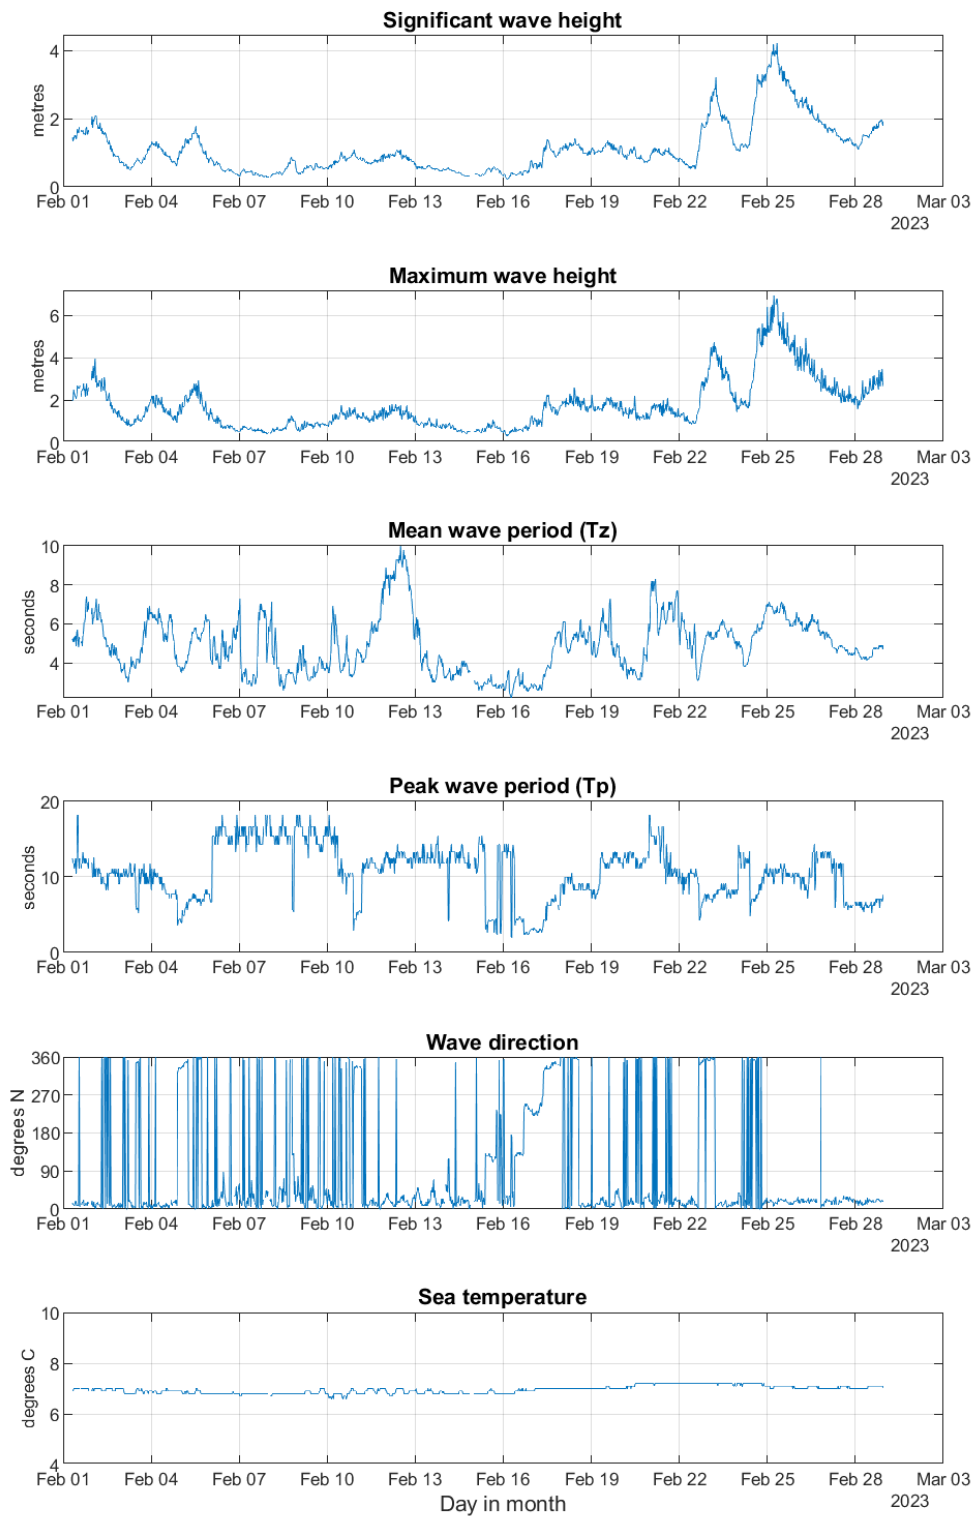 Significant wave height
metres
4
2
0
Feb 01 Feb 04 Feb 07 Feb 10 Feb 13 Feb 16 Feb 19 Feb 22 Feb 25 Feb 28 Mar 03
2023
Maximum wave height
metres
6
4
2
0
Feb 01 Feb 04 Feb 07 Feb 10 Feb 13 Feb 16 Feb 19 Feb 22 Feb 25 Feb 28 Mar 03
2023
Mean wave period (Tz)
seconds
10
8
6
4
Feb 01 Feb 04 Feb 07 Feb 10 Feb 13 Feb 16 Feb 19 Feb 22 Feb 25 Feb 28 Mar 03
2023
Peak wave period (Tp)
seconds
20
10
0
Feb 01 Feb 04 Feb 07 Feb 10 Feb 13 Feb 16 Feb 19 Feb 22 Feb 25 Feb 28 Mar 03
2023
Wave direction
degrees N
360
270
180
90
0
Feb 01 Feb 04 Feb 07 Feb 10 Feb 13 Feb 16 Feb 19 Feb 22 Feb 25 Feb 28 Mar 03
2023
Sea temperature
degrees C
10
8
6
4
Feb 01 Feb 04 Feb 07 Feb 10 Feb 13 Feb 16 Feb 19 Feb 22 Feb 25 Feb 28 Mar 03
Day in month
2023